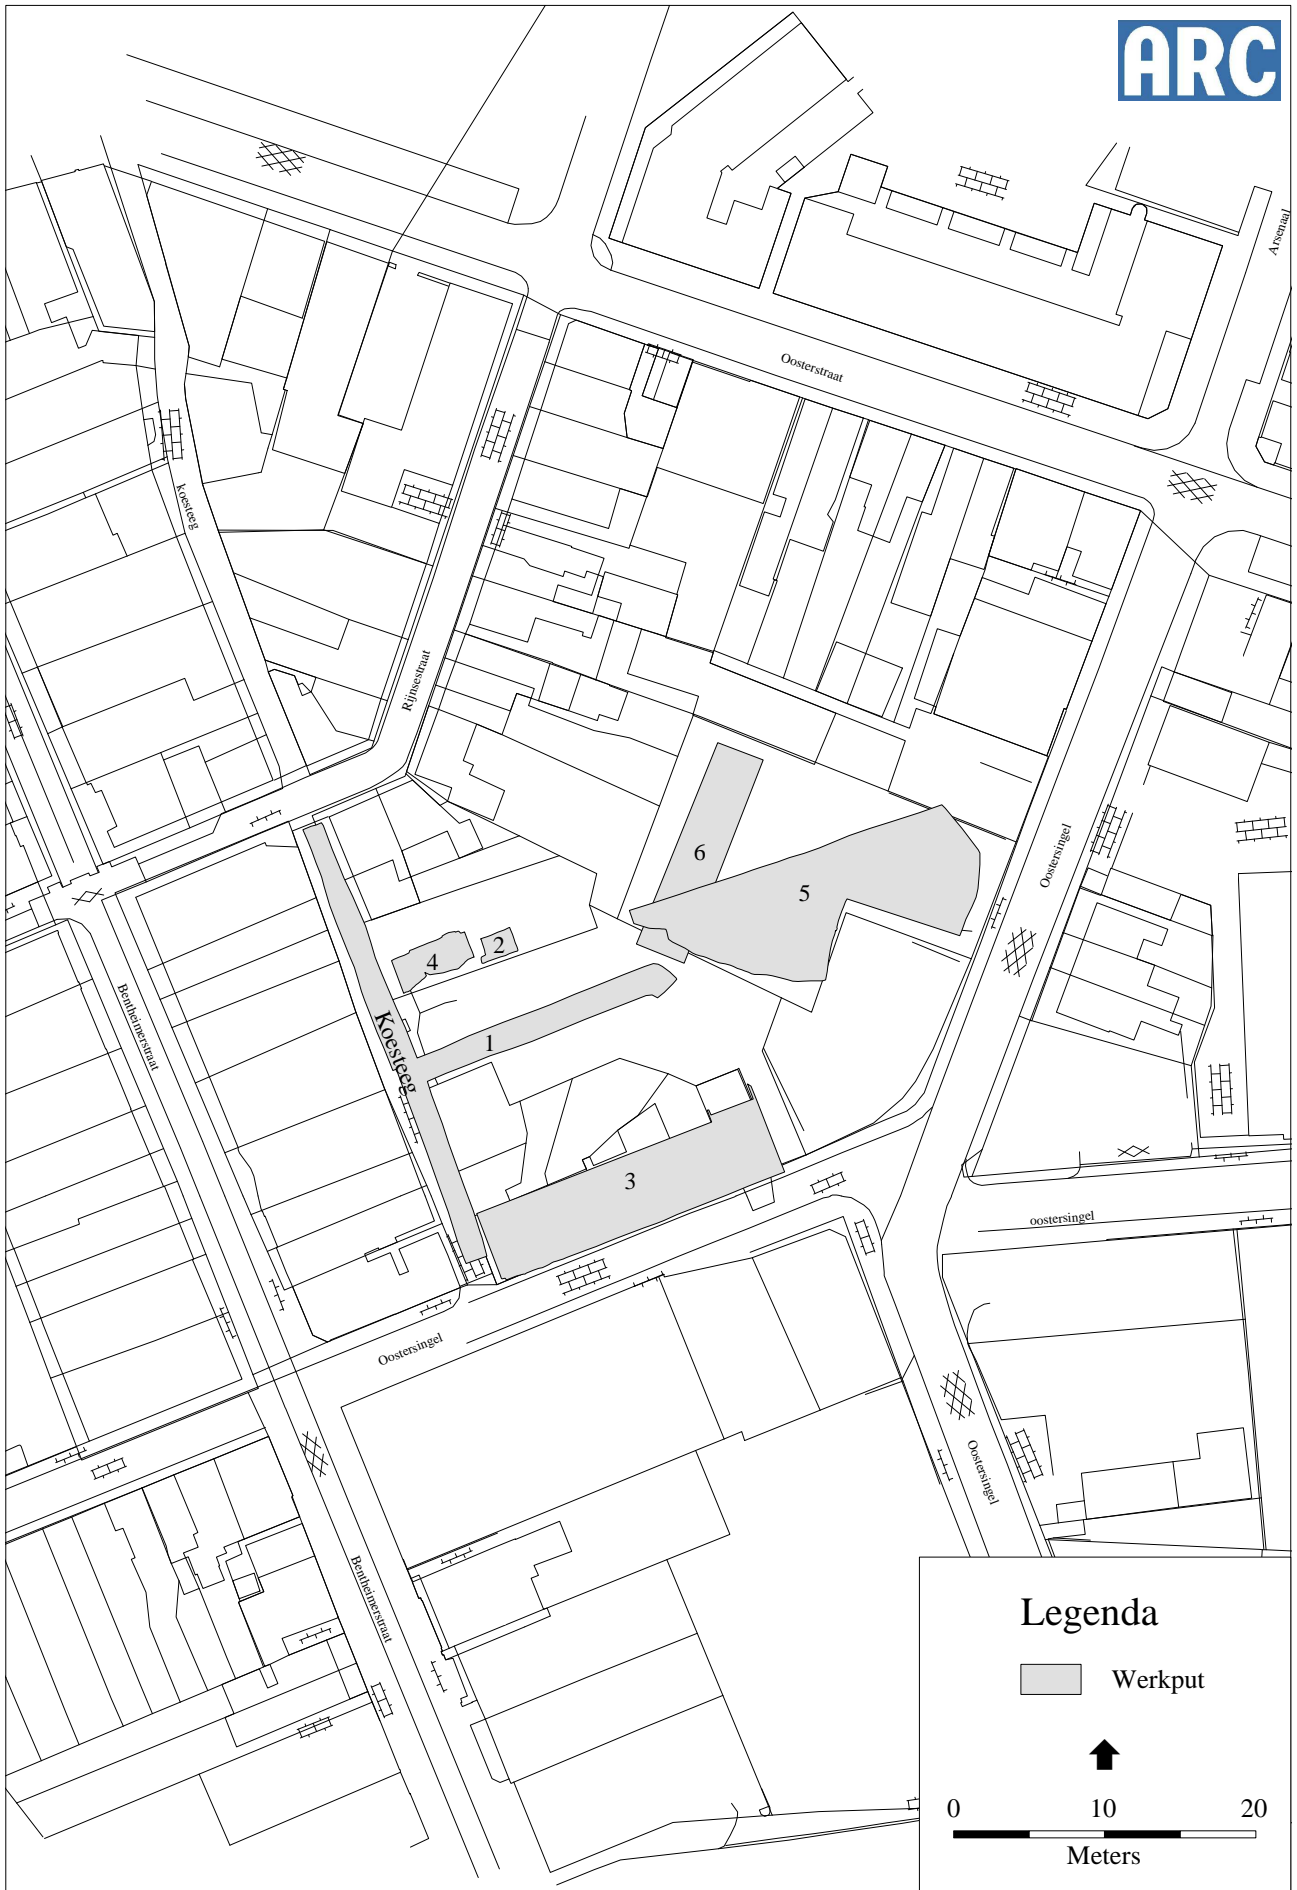 ARC
Arsenaal
Oosterstraat
koesteeg
Rijnsestraat
Oostersingel
6
5
2
4
Bentheimerstraat
Koesteeg
1
3
oostersingel
Oostersingel
Oostersingel
Bentheimerstraat
Legenda
Werkput
0 10 20
Meters